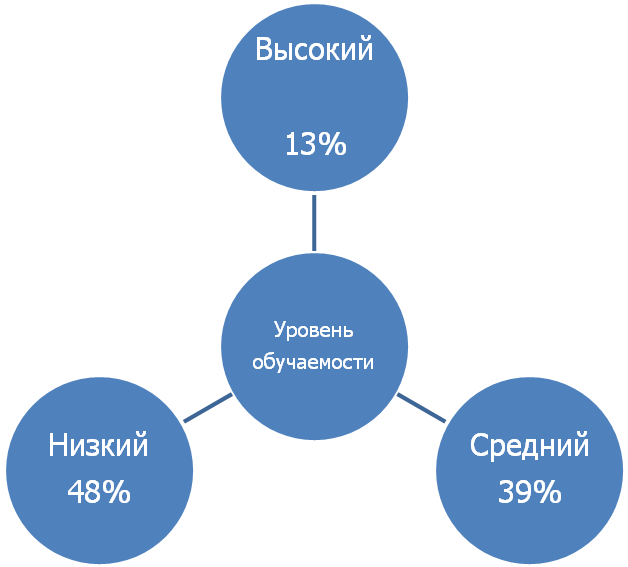 Высокий
13%
Уровень
обучаемости
Низкий
48%
Средний
39%